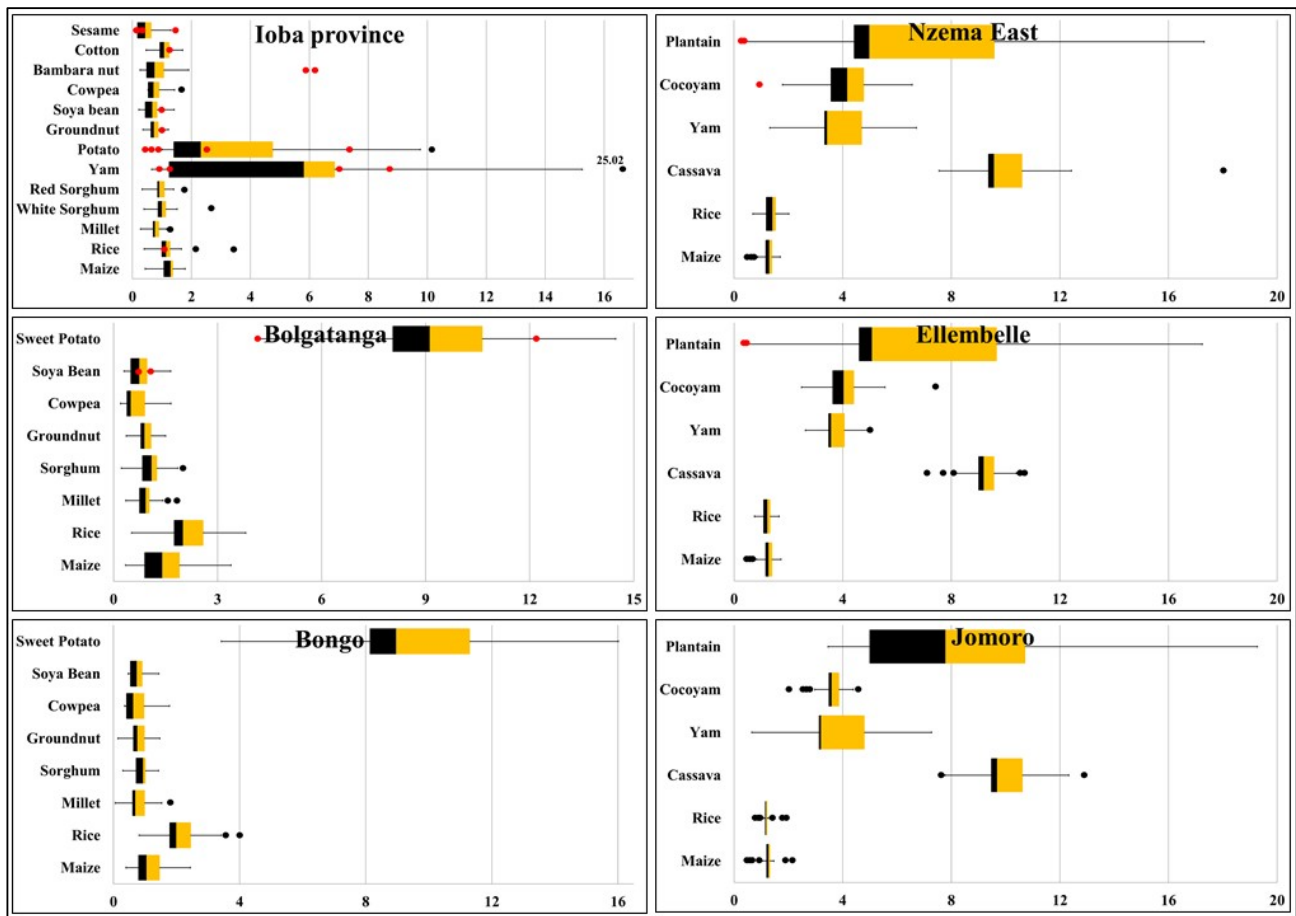 Ioba province
Sesame
Cotton
Bambara nut
Cowpea
Soya bean
Groundnut
Potato
Yam
25.02
Red Sorghum
White Sorghum
Millet
Rice
Maize
0 2 4 6 8 10 12 14 16
Nzema East
Plantain
Cocoyam
Yam
Cassava
Rice
Maize
0 4 8 12 16 20
Bolgatanga
Sweet Potato
Soya Bean
Cowpea
Groundnut
Sorghum
Millet
Rice
Maize
0 3 6 9 12 15
Ellembelle
Plantain
Cocoyam
Yam
Cassava
Rice
Maize
0 4 8 12 16 20
Bongo
Sweet Potato
Soya Bean
Cowpea
Groundnut
Sorghum
Millet
Rice
Maize
0 4 8 12 16
Jomoro
Plantain
Cocoyam
Yam
Cassava
Rice
Maize
0 4 8 12 16 20